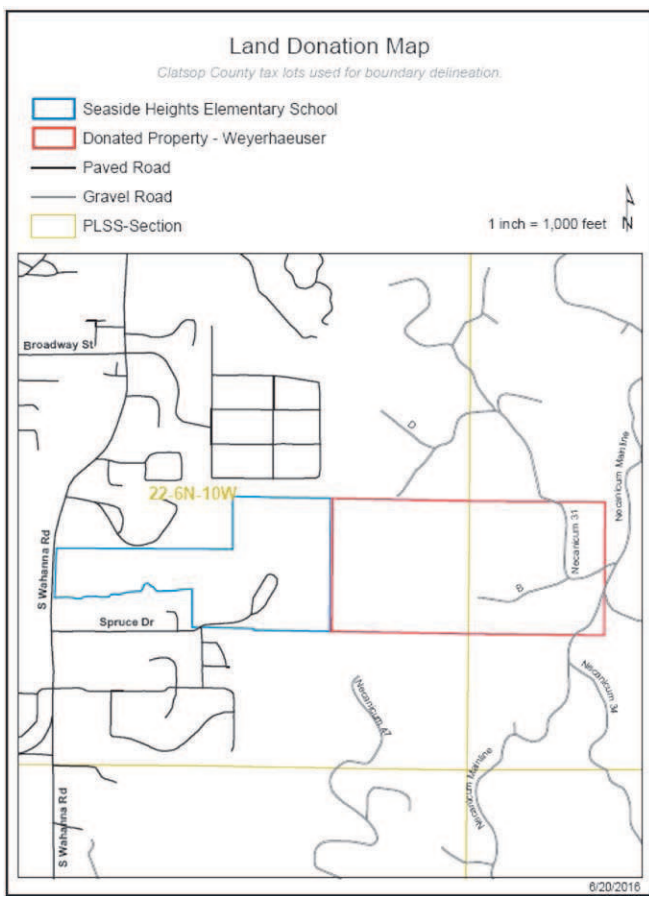 Land Donation Map
Clatsop County tax lots used for boundary delineation.
Seaside Heights Elementary School
Donated Property - Weyerhaeuser
Paved Road
Gravel Road
PLSS-Section
1 inch = 1,000 feet
N
Broadway St
D
Necanicum Mainline
22-6N-10W
Necanicum 31
S Wahanna Rd
B
Spruce Dr
Necanicum 34
Necanicum 47
Necanicum Mainline
S Wahanna Rd
6/20/2016